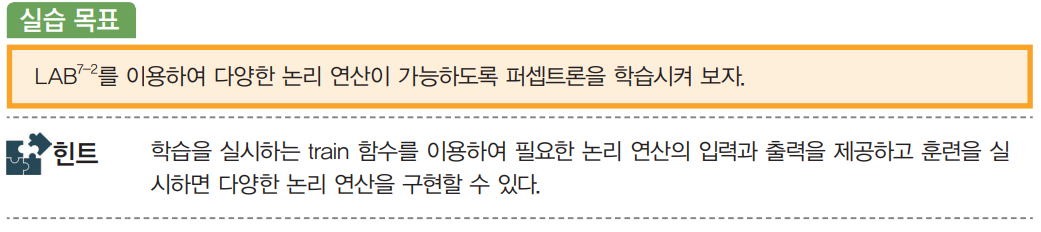 실습 목표
LAB7-2를 이용하여 다양한 논리 연산이 가능하도록 퍼셉트론을 학습시켜 보자.
힌트
학습을 실시하는 train 함수를 이용하여 필요한 논리 연산의 입력과 출력을 제공하고 훈련을 실
시하면 다양한 논리 연산을 구현할 수 있다.